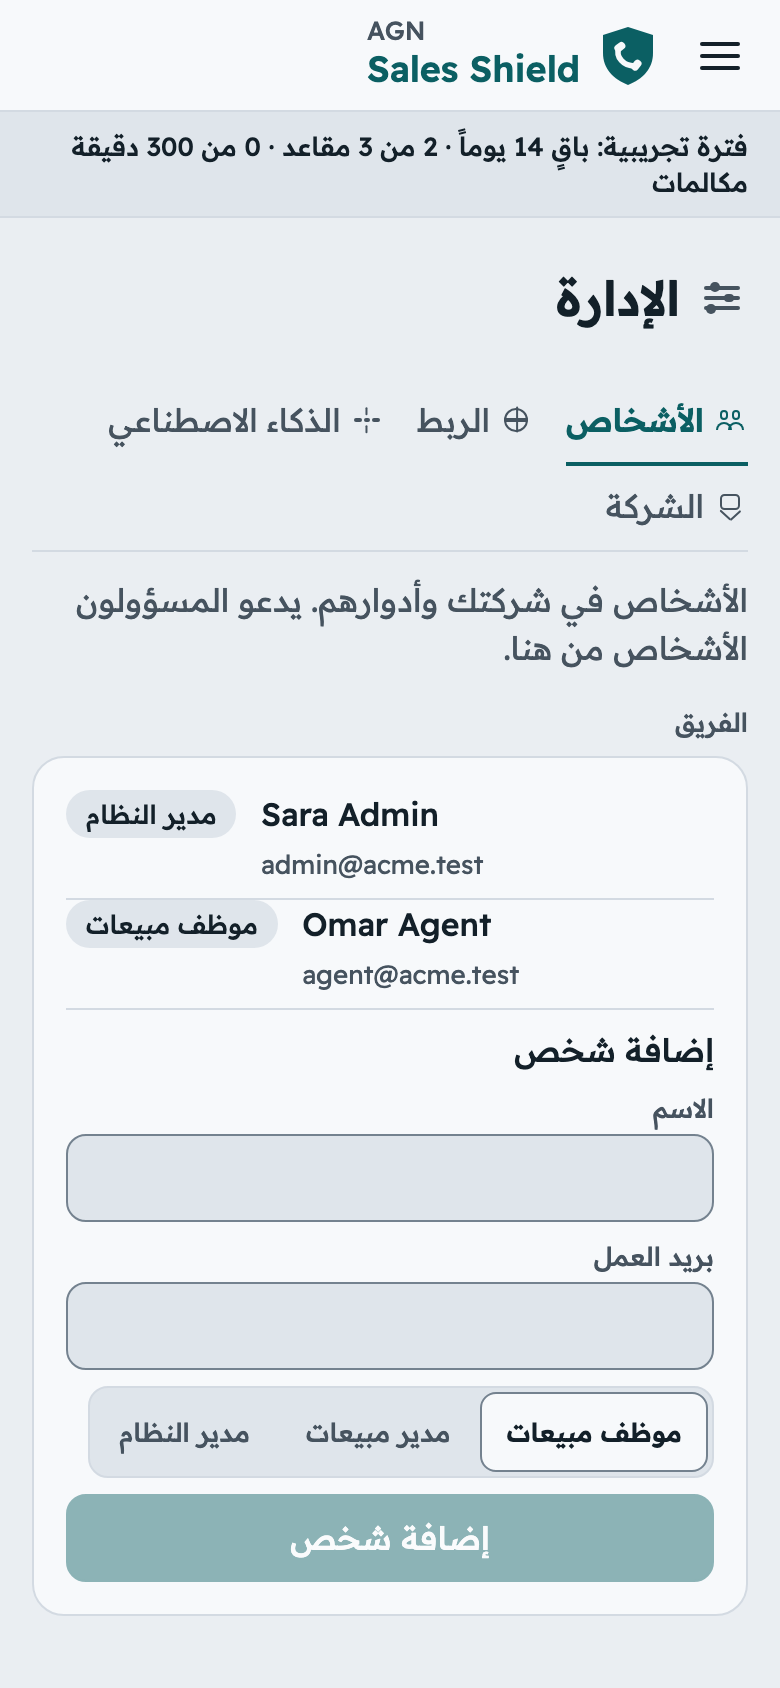 AGN
Sales Shield
فترة تجريبية: باقٍ 14 يوماً · 2 من 3 مقاعد · 0 من 300 دقيقة
مكالمات
الإدارة
الأشخاص
الربط
الذكاء الاصطناعي
الشركة
الأشخاص في شركتك وأدوارهم. يدعو المسؤولون
الأشخاص من هنا.
الفريق
Sara Admin
مدير النظام
admin@acme.test
Omar Agent
موظف مبيعات
agent@acme.test
إضافة شخص
الاسم
بريد العمل
موظف مبيعات
مدير مبيعات
مدير النظام
إضافة شخص